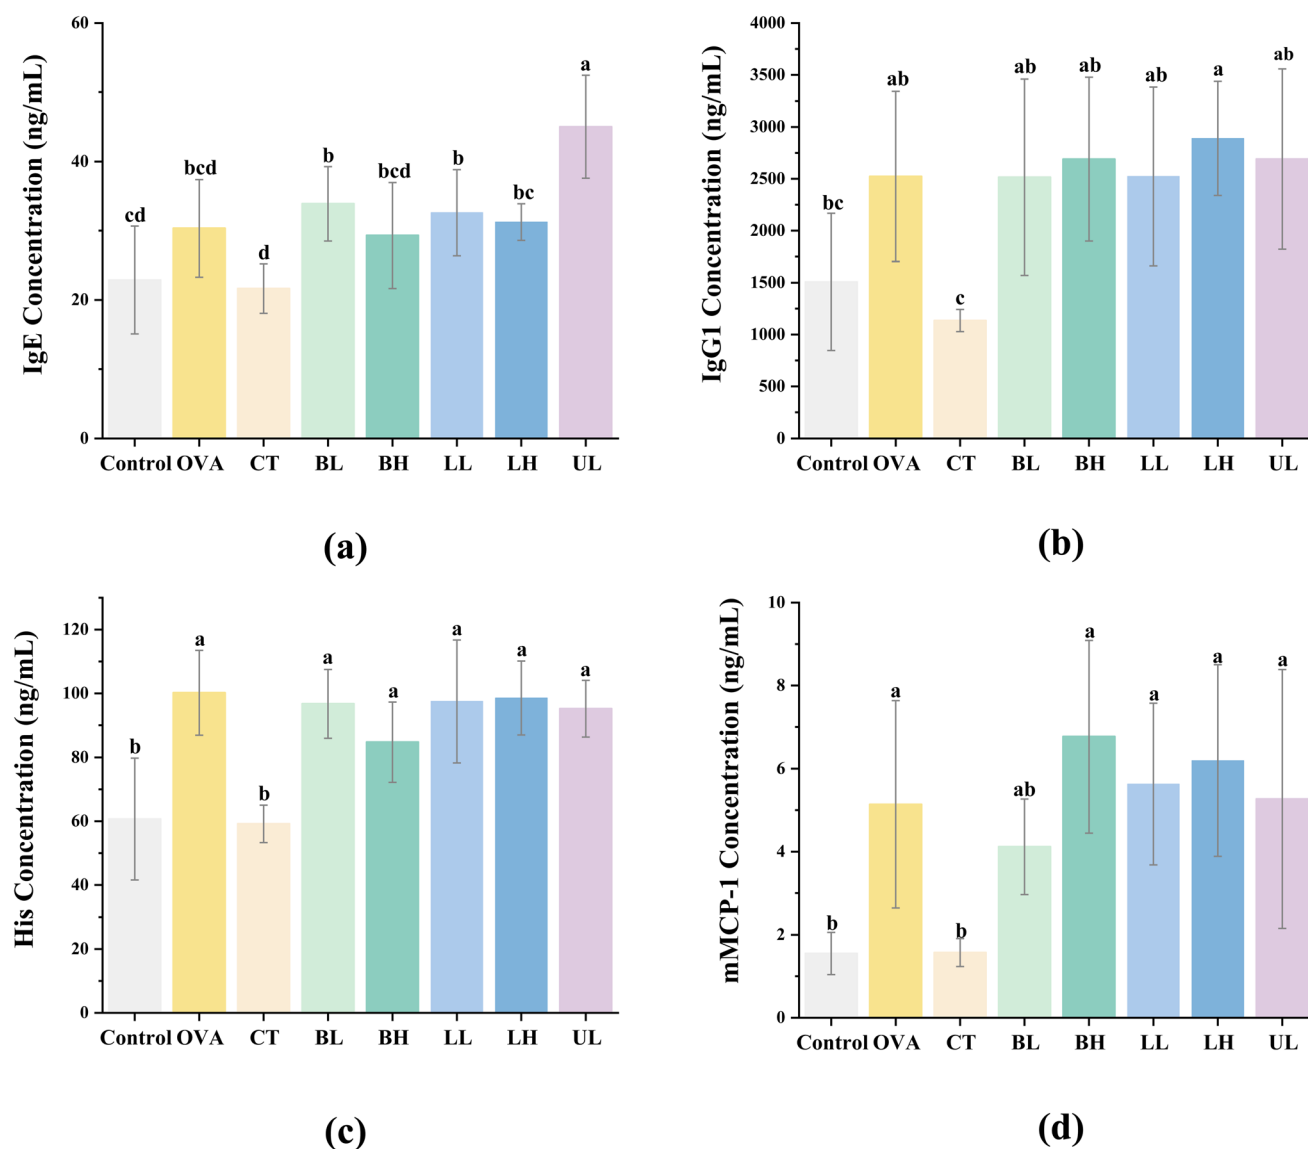 60
40
20
0
IgE Concentration (ng/mL)
cd
bcd
d
b
bcd
b
bc
a
Control OVA CT BL BH LL LH UL
(a)
4000
3500
3000
2500
2000
1500
1000
500
0
IgG1 Concentration (ng/mL)
bc
ab
c
ab
ab
ab
a
ab
Control OVA CT BL BH LL LH UL
(b)
120
100
80
60
40
20
0
His Concentration (ng/mL)
b
a
b
a
a
a
a
a
Control OVA CT BL BH LL LH UL
(c)
10
8
6
4
2
0
mMCP-1 Concentration (ng/mL)
b
a
b
ab
a
a
a
a
Control OVA CT BL BH LL LH UL
(d)